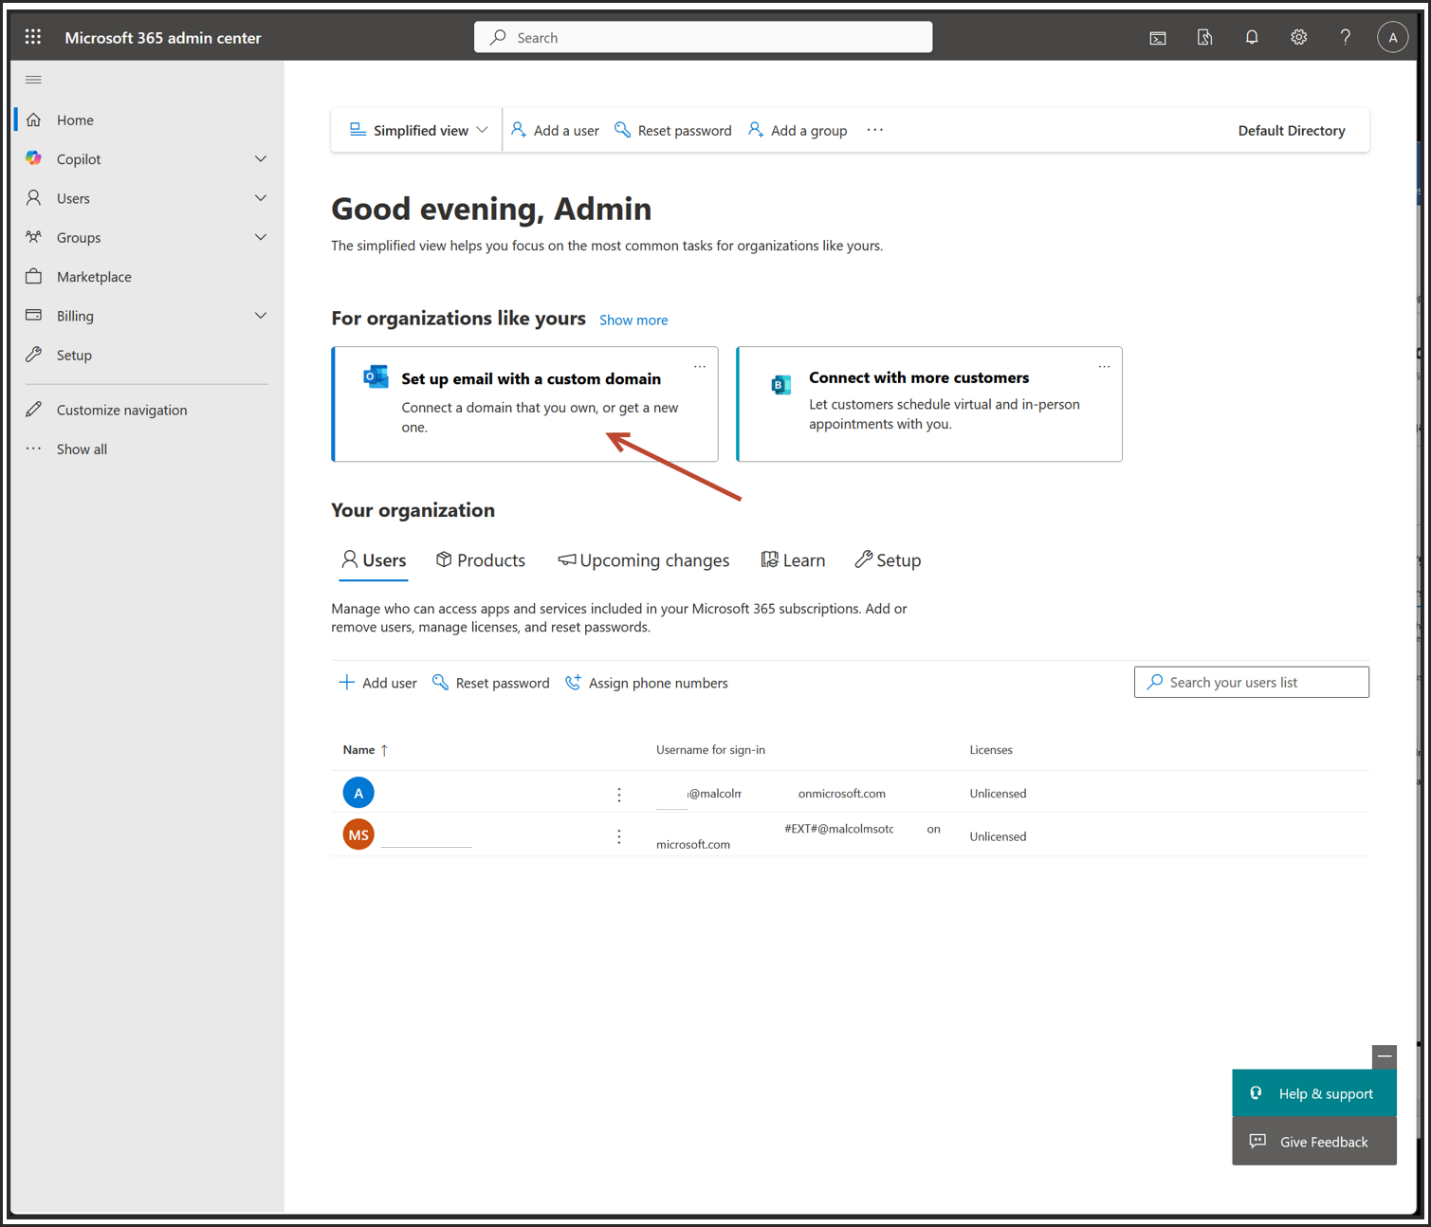 Microsoft 365 admin center
Search
A
Home
Copilot
Users
Groups
Marketplace
Billing
Setup
Customize navigation
Show all
Simplified view
Add a user
Reset password
Add a group
Default Directory
Good evening, Admin
The simplified view helps you focus on the most common tasks for organizations like yours.
For organizations like yours Show more
Set up email with a custom domain
Connect a domain that you own, or get a new
one.
Connect with more customers
Let customers schedule virtual and in-person
appointments with you.
Your organization
Users
Products
Upcoming changes
Learn
Setup
Manage who can access apps and services included in your Microsoft 365 subscriptions. Add or
remove users, manage licenses, and reset passwords.
Add user
Reset password
Assign phone numbers
Search your users list
Name ↑
Username for sign-in
Licenses
A
@malcolm onmicrosoft.com
Unlicensed
MS
#EXT#@malcolmsotc on
microsoft.com
Unlicensed
Help & support
Give Feedback